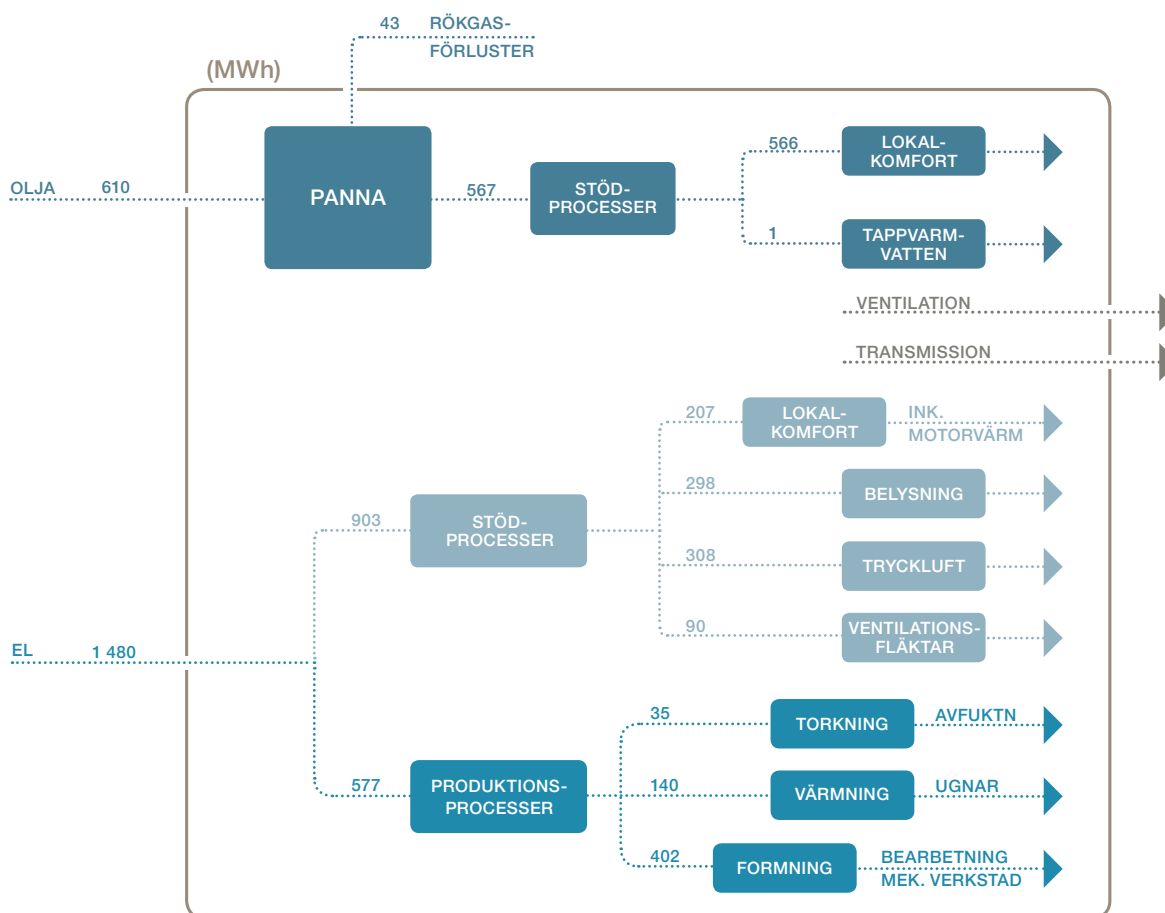 43 RÖKGAS-
FÖRLUSTER
(MWh)
OLJA 610
PANNA
567
STÖD-
PROCESSER
566
LOKAL-
KOMFORT
1
TAPPVARM-
VATTEN
VENTILATION
TRANSMISSION
207
LOKAL-
KOMFORT
INK.
MOTORVÄRM
298
BELYSNING
903
STÖD-
PROCESSER
308
TRYCKLUFT
90
VENTILATIONS-
FLÄKTAR
EL 1 480
35
TORKNING
AVFUKTN
577
PRODUKTIONS-
PROCESSER
140
VÄRMNING
UGNAR
402
FORMNING
BEARBETNING
MEK. VERKSTAD